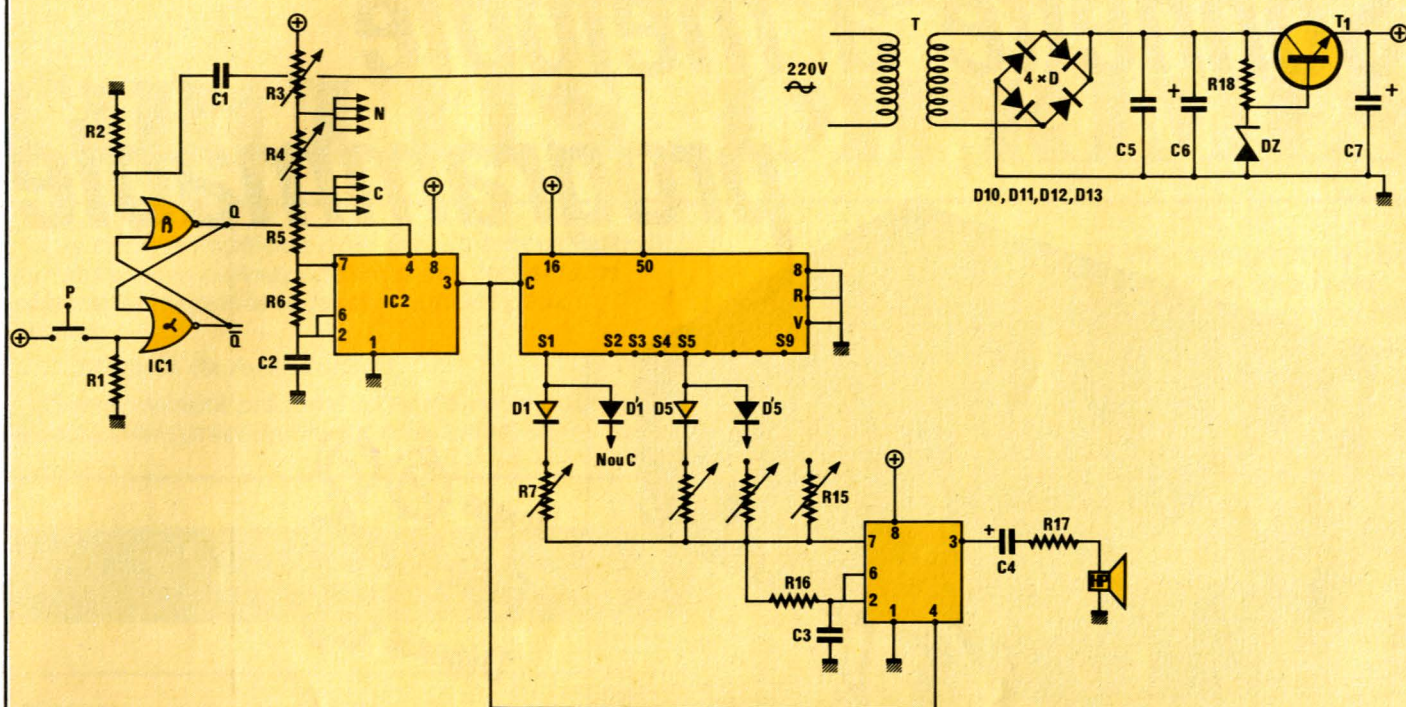 T
T1
220V
4×D
R18
C5
C6
+
DZ
C7
+
D10, D11, D12, D13
C1
R3
N
R2
R4
C
β
Q
R5
4
8
16
50
7
IC2
3
C
8
R
V
R6
6
2
1
P
α
IC1
Q̅
R1
C2
S1
S2
S3
S4
S5
S9
D1
D'1
D5
D'5
N ou C
R7
R15
8
7
3
6
2
1
4
+
C4
R17
HP
R16
C3